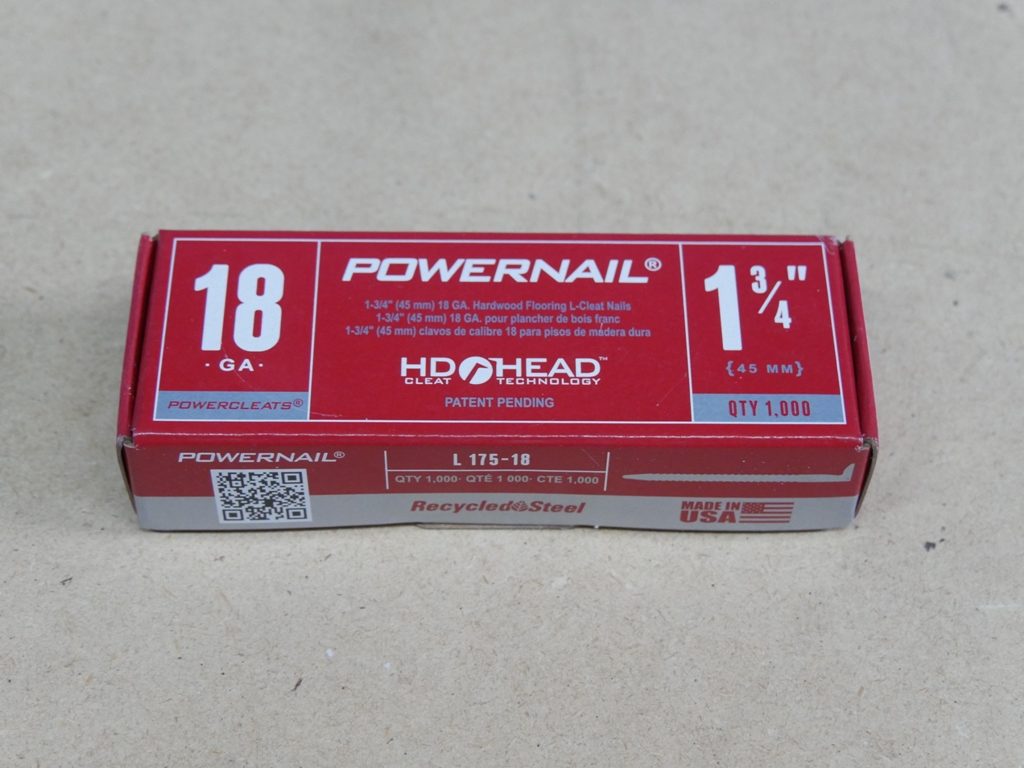 18
· GA ·
POWERCLEATS®
POWERNAIL®
1-3/4" (45 mm) 18 GA. Hardwood Flooring L-Cleat Nails
1-3/4" (45 mm) 18 GA. pour plancher de bois franc
1-3/4" (45 mm) clavos de calibre 18 para pisos de madera dura
HD HEAD™
CLEAT TECHNOLOGY
PATENT PENDING
1 3/4"
{45 MM}
QTY 1,000
POWERNAIL®
L 175-18
QTY 1,000· QTÉ 1 000· CTE 1,000
Recycled Steel
MADE IN
USA